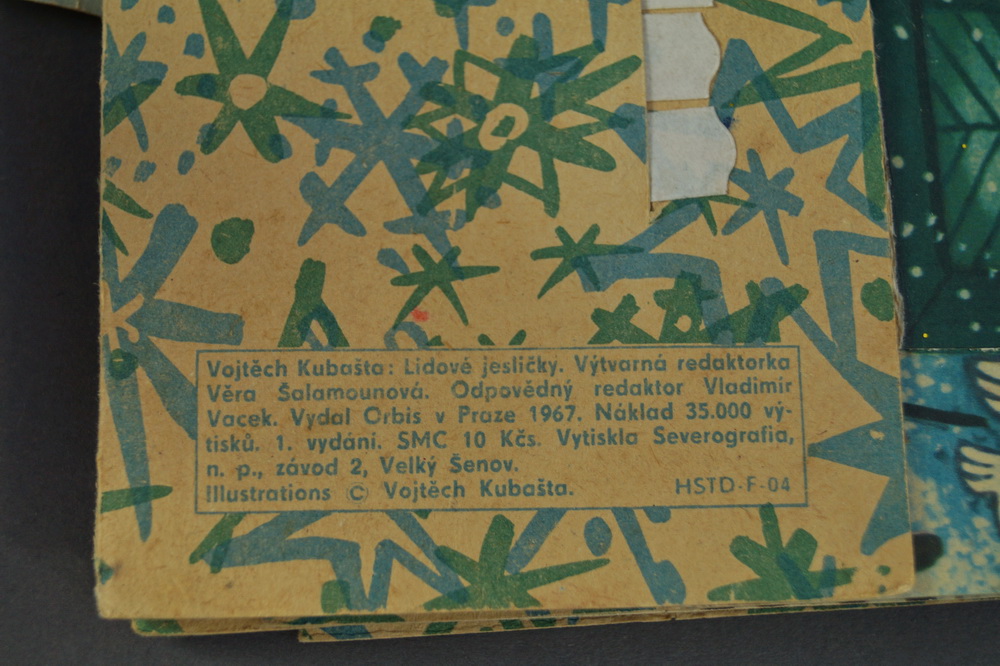 Vojtěch Kubašta: Lidové jesličky. Výtvarná redaktorka
Věra Šalamounová. Odpovědný redaktor Vladimír
Vacek. Vydal Orbis v Praze 1967. Náklad 35.000 vý-
tisků. 1. vydání. SMC 10 Kčs. Vytiskla Severografia,
n. p., závod 2, Velký Šenov.
Illustrations © Vojtěch Kubašta. HSTD-F-04